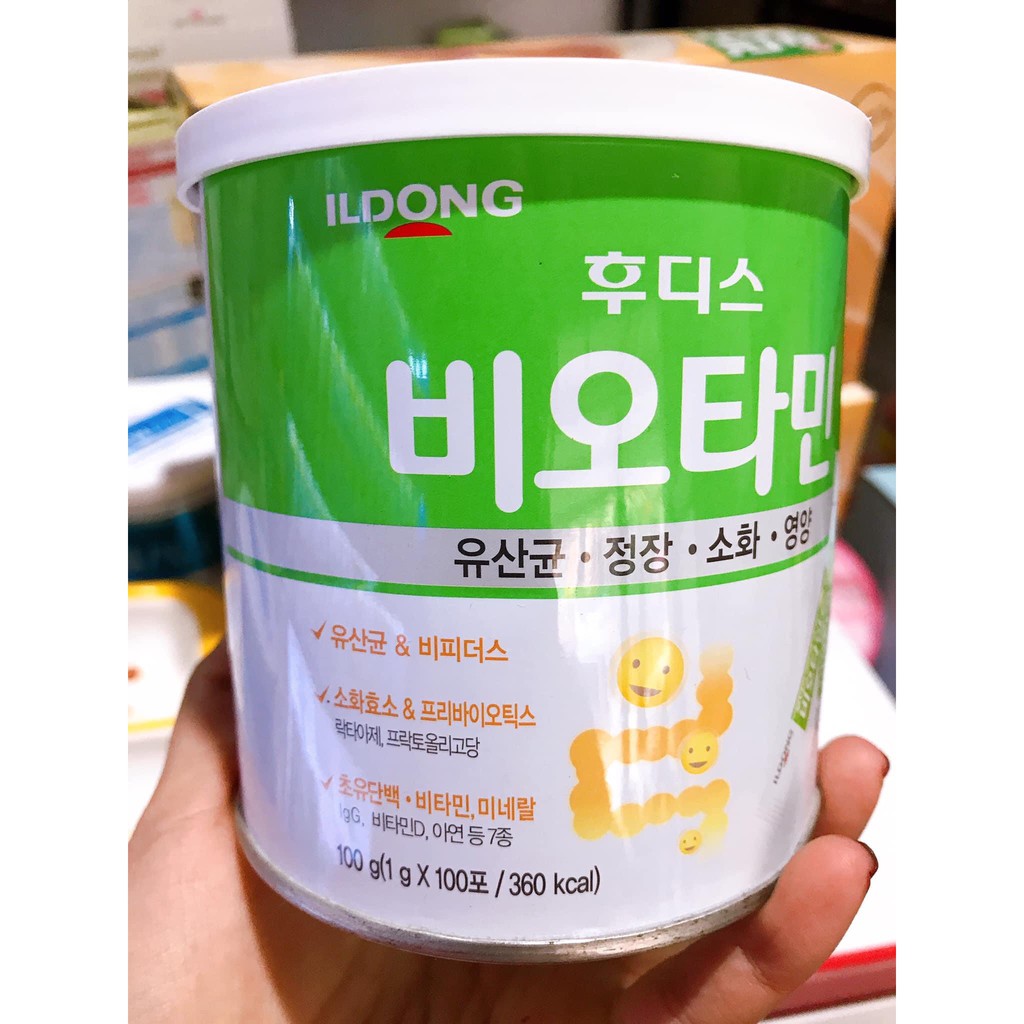 ILDONG
후디스
비오타민
유산균 · 정장 · 소화 · 영양
✓ 유산균 & 비피더스
✓ 소화효소 & 프리바이오틱스
락타아제, 프락토올리고당
✓ 초유단백 · 비타민, 미네랄
IgG, 비타민D, 아연 등 7종
100 g(1 g X 100포 / 360 kcal)
ILDONG